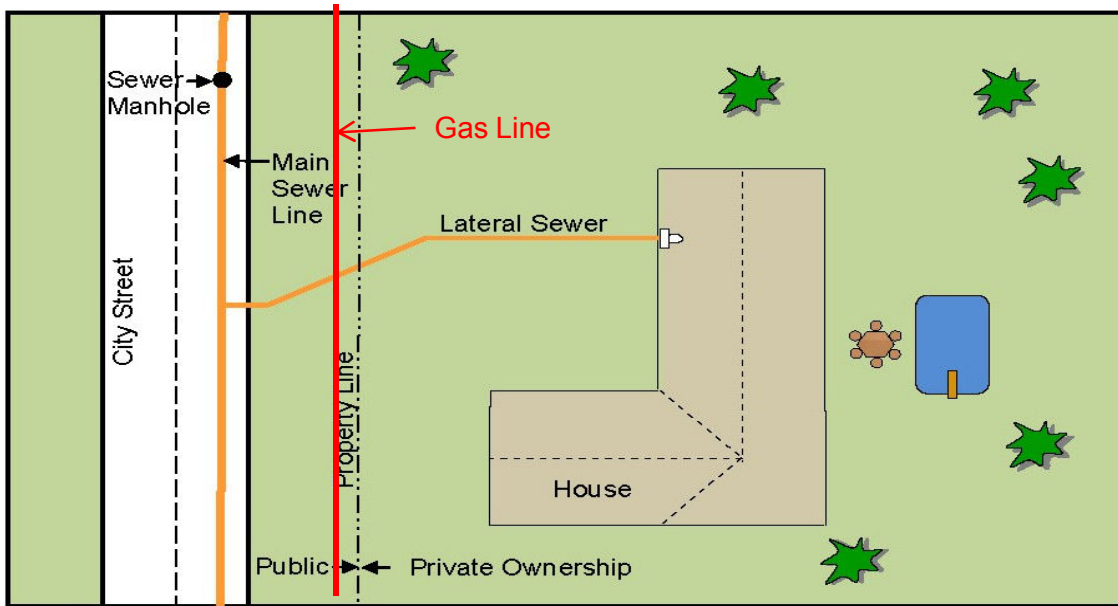 Sewer
Manhole
Gas Line
Main
Sewer
Line
Lateral Sewer
City Street
Property Line
House
Public
Private Ownership